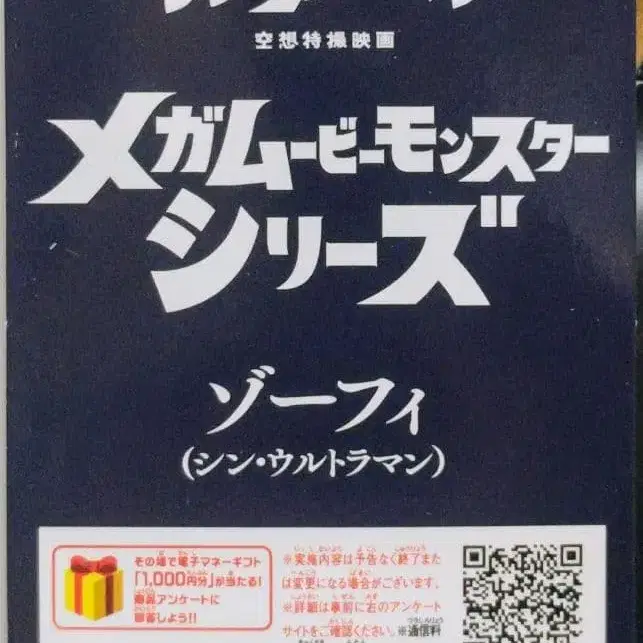 空想特撮映画
メガムービーモンスター
シリーズ
ゾーフィ
(シン・ウルトラマン)
その場で電子マネーギフト
「1,000円分」が当たる!
簡単アンケートに
回答しよう!!
※実施内容は予告なく終了また
は変更になる場合がございます。
※詳細は事前に右のアンケート
サイトをご確認ください。※通信料